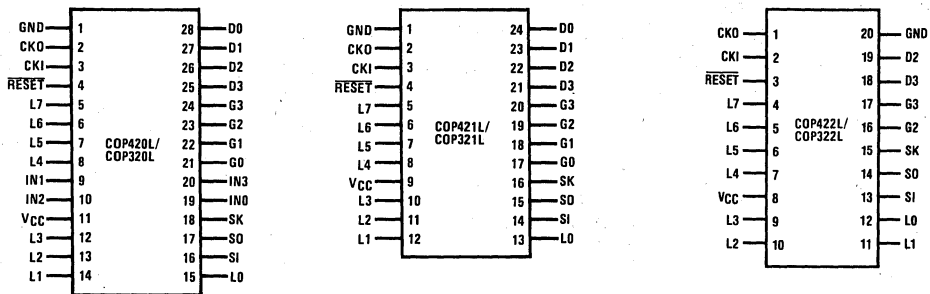 GND 1 28 D0
CKO 2 27 D1
CKI 3 26 D2
RESET 4 25 D3
L7 5 24 G3
L6 6 23 G2
L5 7 COP420L/ 22 G1
L4 8 COP320L 21 G0
IN1 9 20 IN3
IN2 10 19 IN0
VCC 11 18 SK
L3 12 17 SO
L2 13 16 SI
L1 14 15 L0
GND 1 24 D0
CKO 2 23 D1
CKI 3 22 D2
RESET 4 21 D3
L7 5 20 G3
L6 6 COP421L/ 19 G2
L5 7 COP321L 18 G1
L4 8 17 G0
VCC 9 16 SK
L3 10 15 SO
L2 11 14 SI
L1 12 13 L0
CKO 1 20 GND
CKI 2 19 D2
RESET 3 18 D3
L7 4 17 G3
L6 5 COP422L/ 16 G2
L5 6 COP322L 15 SK
L4 7 14 SO
VCC 8 13 SI
L3 9 12 L0
L2 10 11 L1